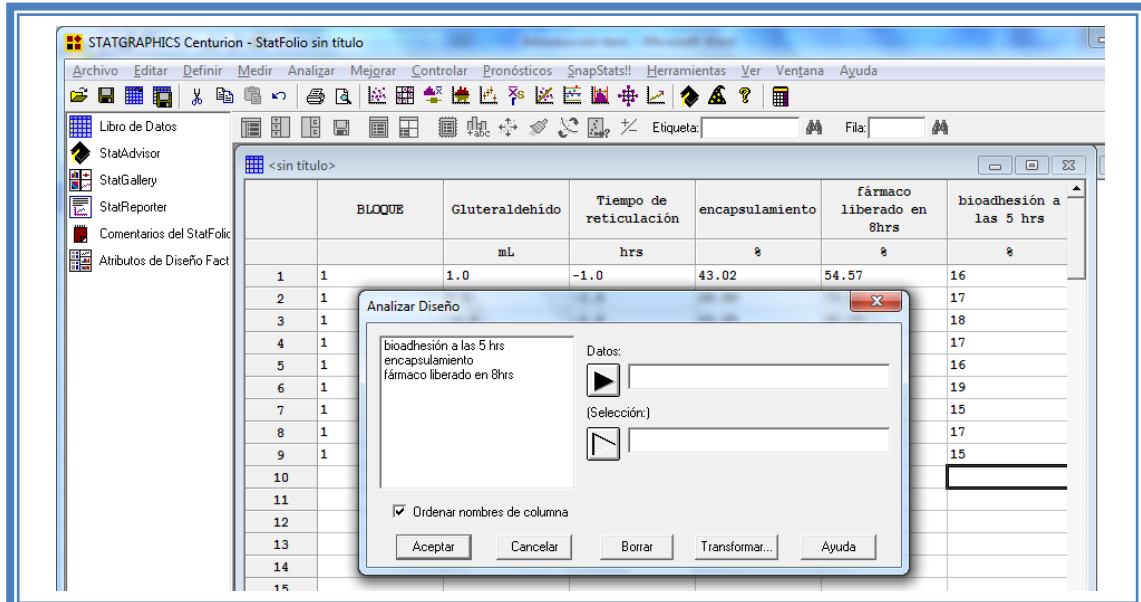 STATGRAPHICS Centurion - StatFolio sin título
Archivo Editar Definir Medir Analizar Mejorar Controlar Pronósticos SnapStats!! Herramientas Ver Ventana Ayuda
Etiqueta: Fila:
Libro de Datos
StatAdvisor
StatGallery
StatReporter
Comentarios del StatFolic
Atributos de Diseño Fact
<sin título>
BLOQUE Gluteraldehído Tiempo de reticulación encapsulamiento fármaco liberado en 8hrs bioadhesión a las 5 hrs
mL hrs % % %
1 1 1.0 -1.0 43.02 54.57 16
2 1 17
3 1 18
4 1 17
5 1 16
6 1 19
7 1 15
8 1 17
9 1 15
10
11
12
13
14
15
Analizar Diseño
bioadhesión a las 5 hrs
encapsulamiento
fármaco liberado en 8hrs
Datos:
(Selección:)
Ordenar nombres de columna
Aceptar Cancelar Borrar Transformar... Ayuda